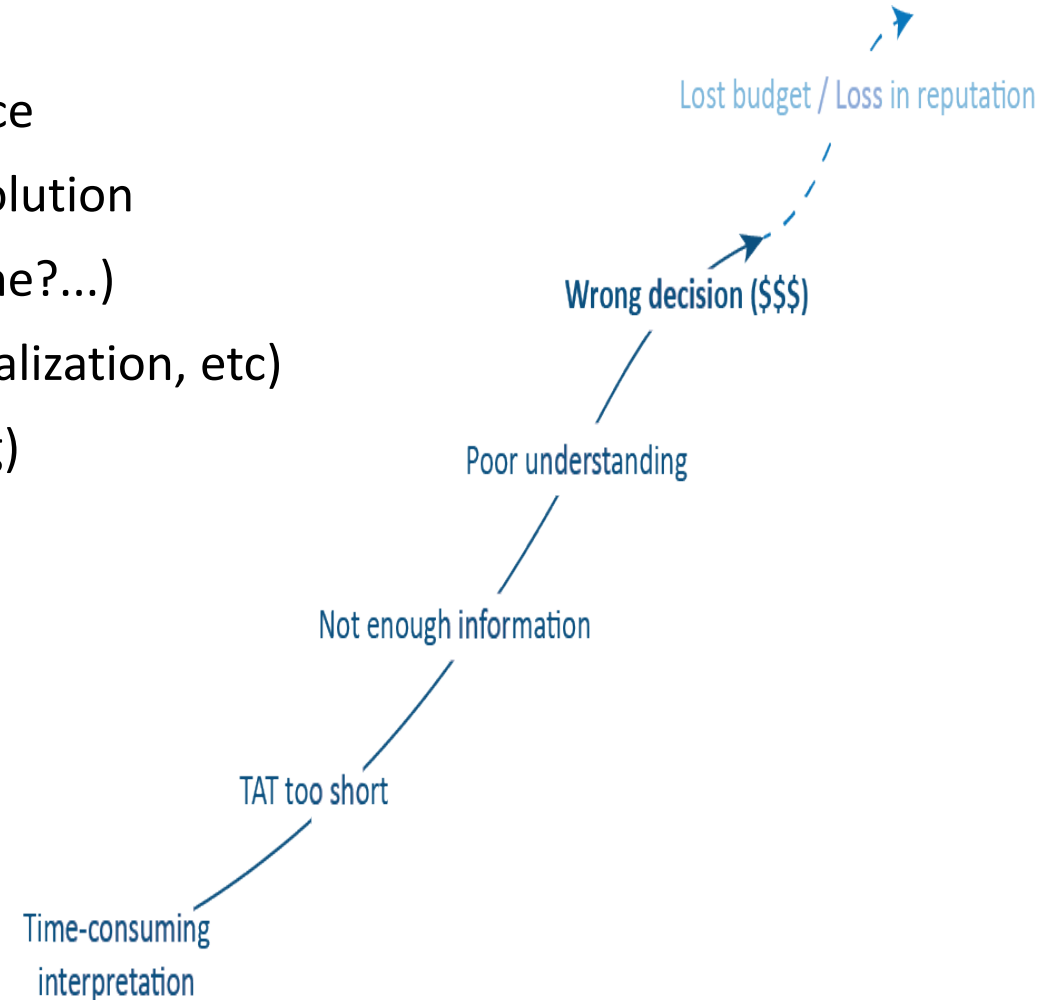 ce
olution
ne?...)
alization, etc)
g)
Lost budget / Loss in reputation
Wrong decision ($$$)
Poor understanding
Not enough information
TAT too short
Time-consuming
interpretation